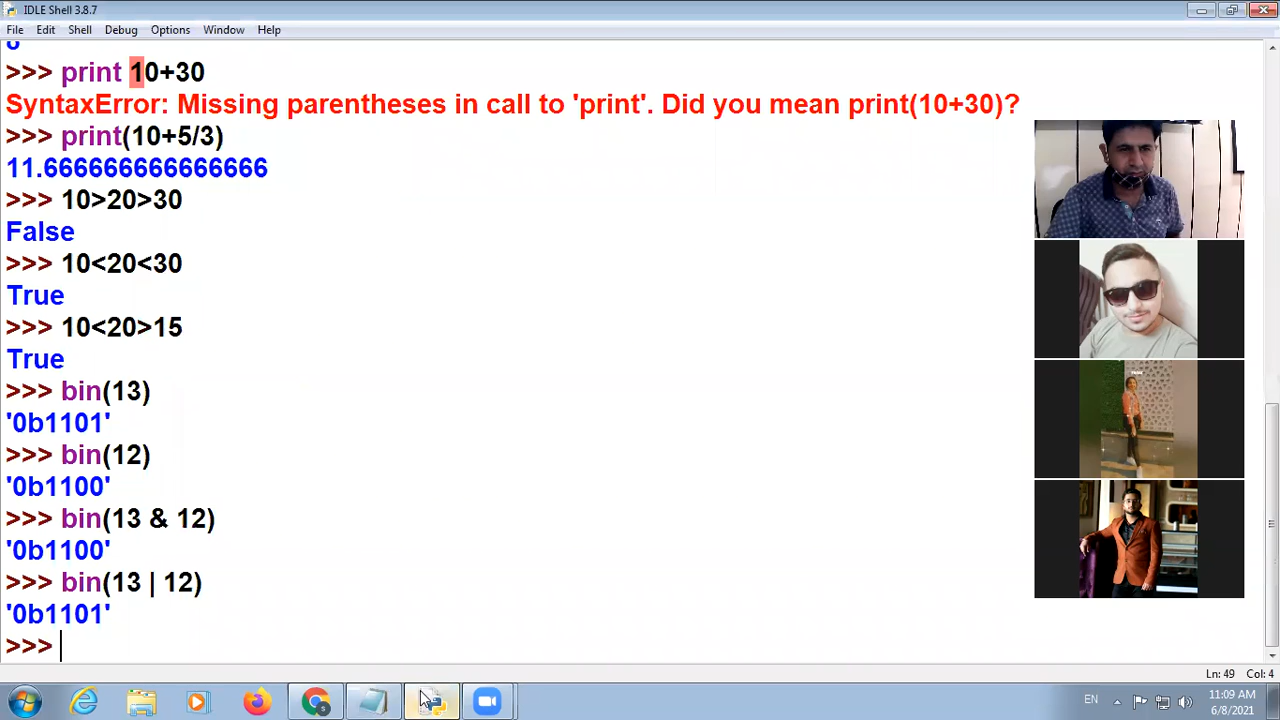 IDLE Shell 3.8.7
File Edit Shell Debug Options Window Help
>>> print 10+30
SyntaxError: Missing parentheses in call to 'print'. Did you mean print(10+30)?
>>> print(10+5/3)
11.666666666666666
>>> 10>20>30
False
>>> 10<20<30
True
>>> 10<20>15
True
>>> bin(13)
'0b1101'
>>> bin(12)
'0b1100'
>>> bin(13 & 12)
'0b1100'
>>> bin(13 | 12)
'0b1101'
>>>
Ln: 49 Col: 4
EN
11:09 AM
6/8/2021